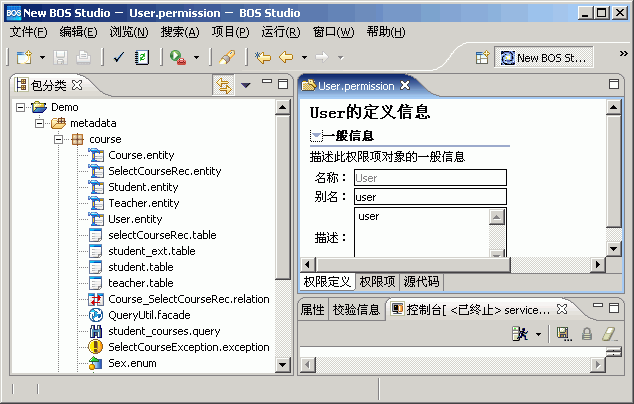 BOS New BOS Studio － User.permission － BOS Studio
文件(F) 编辑(E) 浏览(N) 搜索(A) 项目(P) 运行(R) 窗口(W) 帮助(H)
New BOS St...
包分类
Demo
metadata
course
Course.entity
SelectCourseRec.entity
Student.entity
Teacher.entity
User.entity
selectCourseRec.table
student_ext.table
student.table
teacher.table
Course_SelectCourseRec.relation
QueryUtil.facade
student_courses.query
SelectCourseException.exception
Sex.enum
User.permission
User的定义信息
一般信息
描述此权限项对象的一般信息
名称： User
别名： user
描述： user
权限定义 权限项 源代码
属性 校验信息 控制台[ <已终止> service...